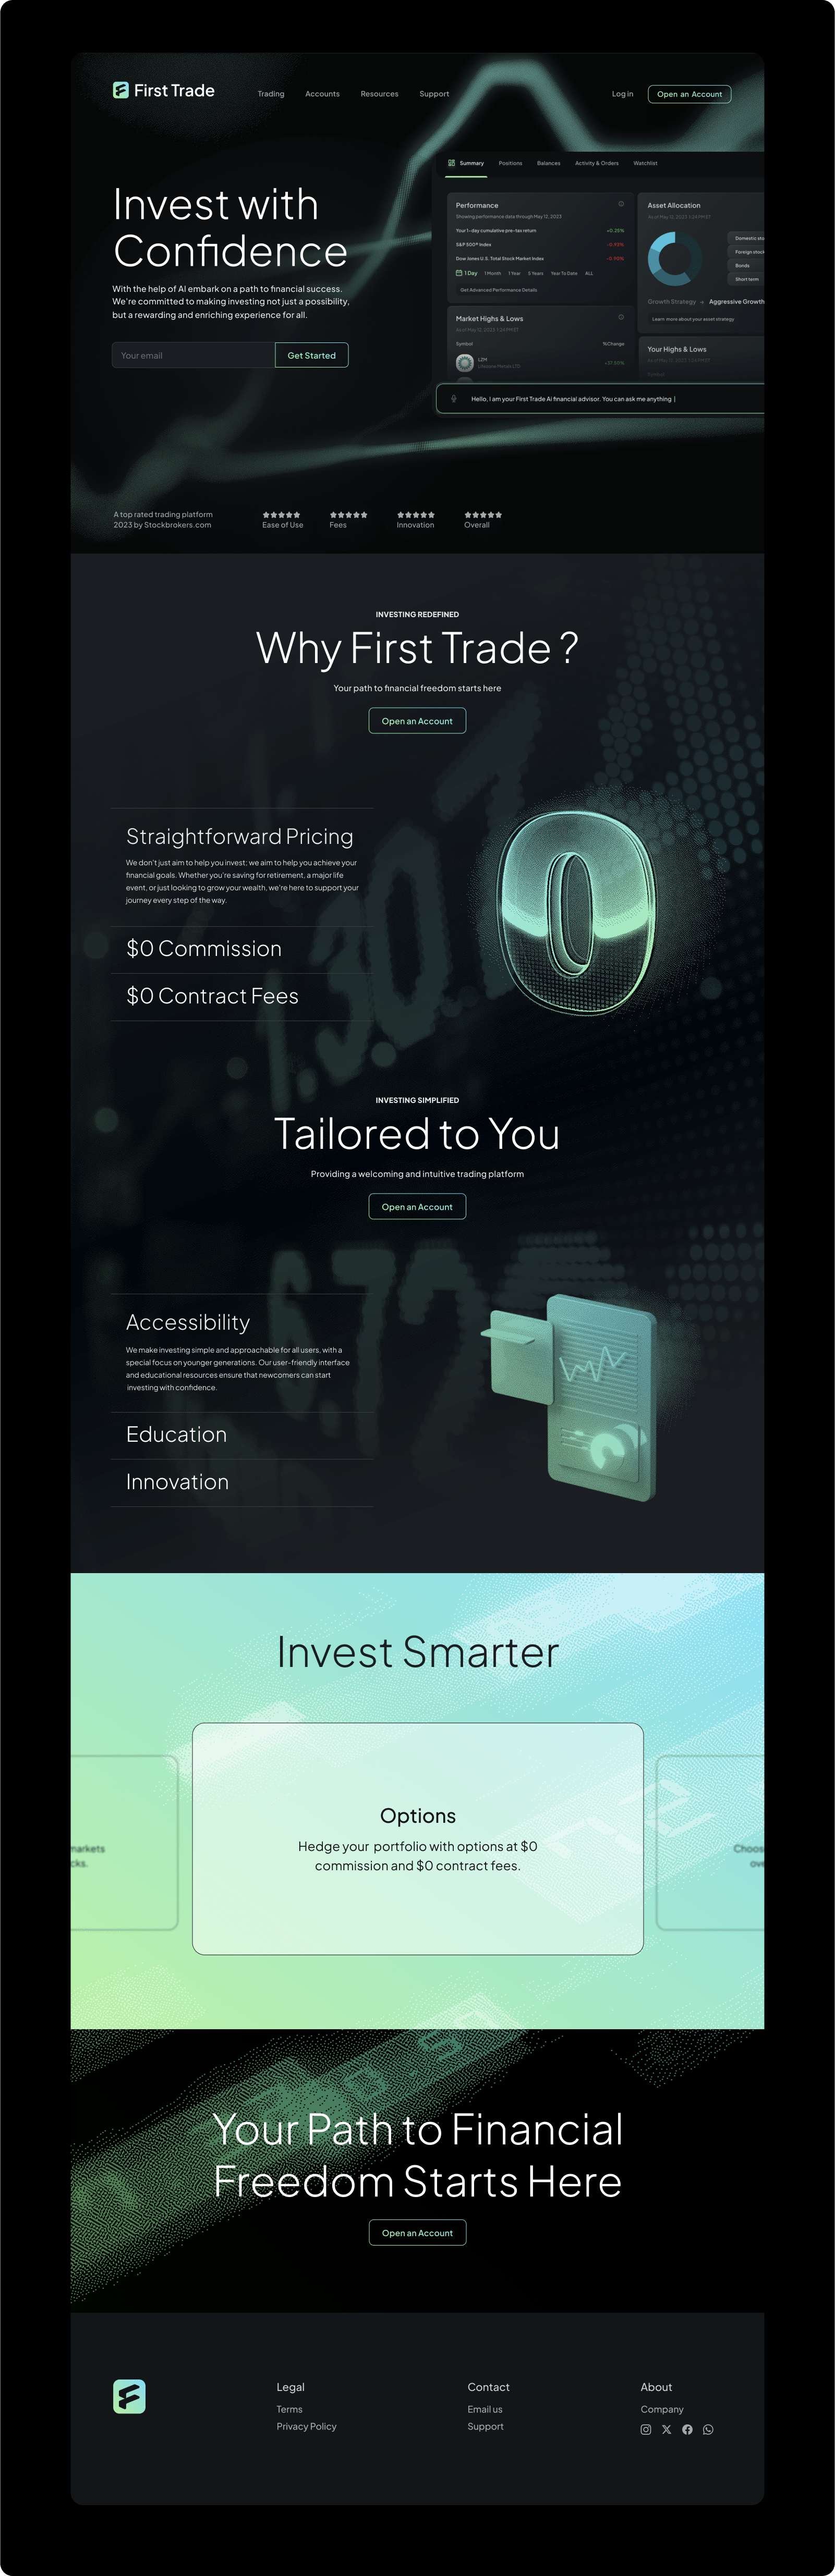 First Trade
Trading Accounts Resources Support
Log in Open an Account
Invest with
Confidence
With the help of AI embark on a path to financial success.
We're committed to making investing not just a possibility,
but a rewarding and enriching experience for all.
Your email Get Started
Summary Positions Balances Activity & Orders Watchlist
Performance
Showing performance data through May 12, 2023
Your 1-day cumulative pre-tax return +0.25%
S&P 500® Index
Dow Jones U.S. Total Stock Market Index
1 Day 1 Month 1 Year 5 Years Year To Date ALL
Get Advanced Performance Details
Asset Allocation
Domestic sto
Foreign stock
Bonds
Short term
Growth Strategy Aggressive Growth
Learn more about your asset strategy
Market Highs & Lows
Symbol %Change
LZM
Your Highs & Lows
Hello, I am your First Trade Ai financial advisor. You can ask me anything |
A top rated trading platform
2023 by Stockbrokers.com
Ease of Use Fees Innovation Overall
INVESTING REDEFINED
Why First Trade ?
Your path to financial freedom starts here
Open an Account
Straightforward Pricing
We don't just aim to help you invest; we aim to help you achieve your
financial goals. Whether you're saving for retirement, a major life
event, or just looking to grow your wealth, we're here to support your
journey every step of the way.
$0 Commission
$0 Contract Fees
0
INVESTING SIMPLIFIED
Tailored to You
Providing a welcoming and intuitive trading platform
Open an Account
Accessibility
We make investing simple and approachable for all users, with a
special focus on younger generations. Our user-friendly interface
and educational resources ensure that newcomers can start
investing with confidence.
Education
Innovation
Invest Smarter
Options
Hedge your portfolio with options at $0
commission and $0 contract fees.
markets
cks.
Choos
ove
Your Path to Financial
Freedom Starts Here
Open an Account
Legal
Terms
Privacy Policy
Contact
Email us
Support
About
Company